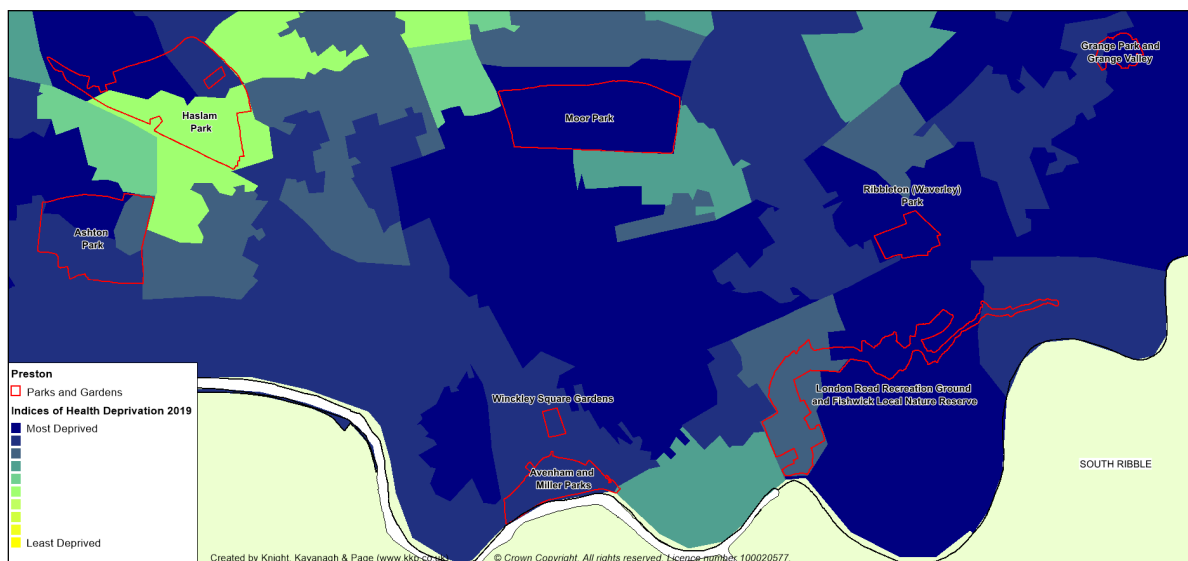 Grange Park and
Grange Valley
Haslam
Park
Moor Park
Ribbleton (Waverley)
Park
Ashton
Park
London Road Recreation Ground
and Fishwick Local Nature Reserve
Winckley Square Gardens
Avenham and
Miller Parks
SOUTH RIBBLE
Preston
Parks and Gardens
Indices of Health Deprivation 2019
Most Deprived
Least Deprived
Created by Knight, Kavanagh & Page (www.kkp.co.uk)
© Crown Copyright. All rights reserved. Licence number 100020577.